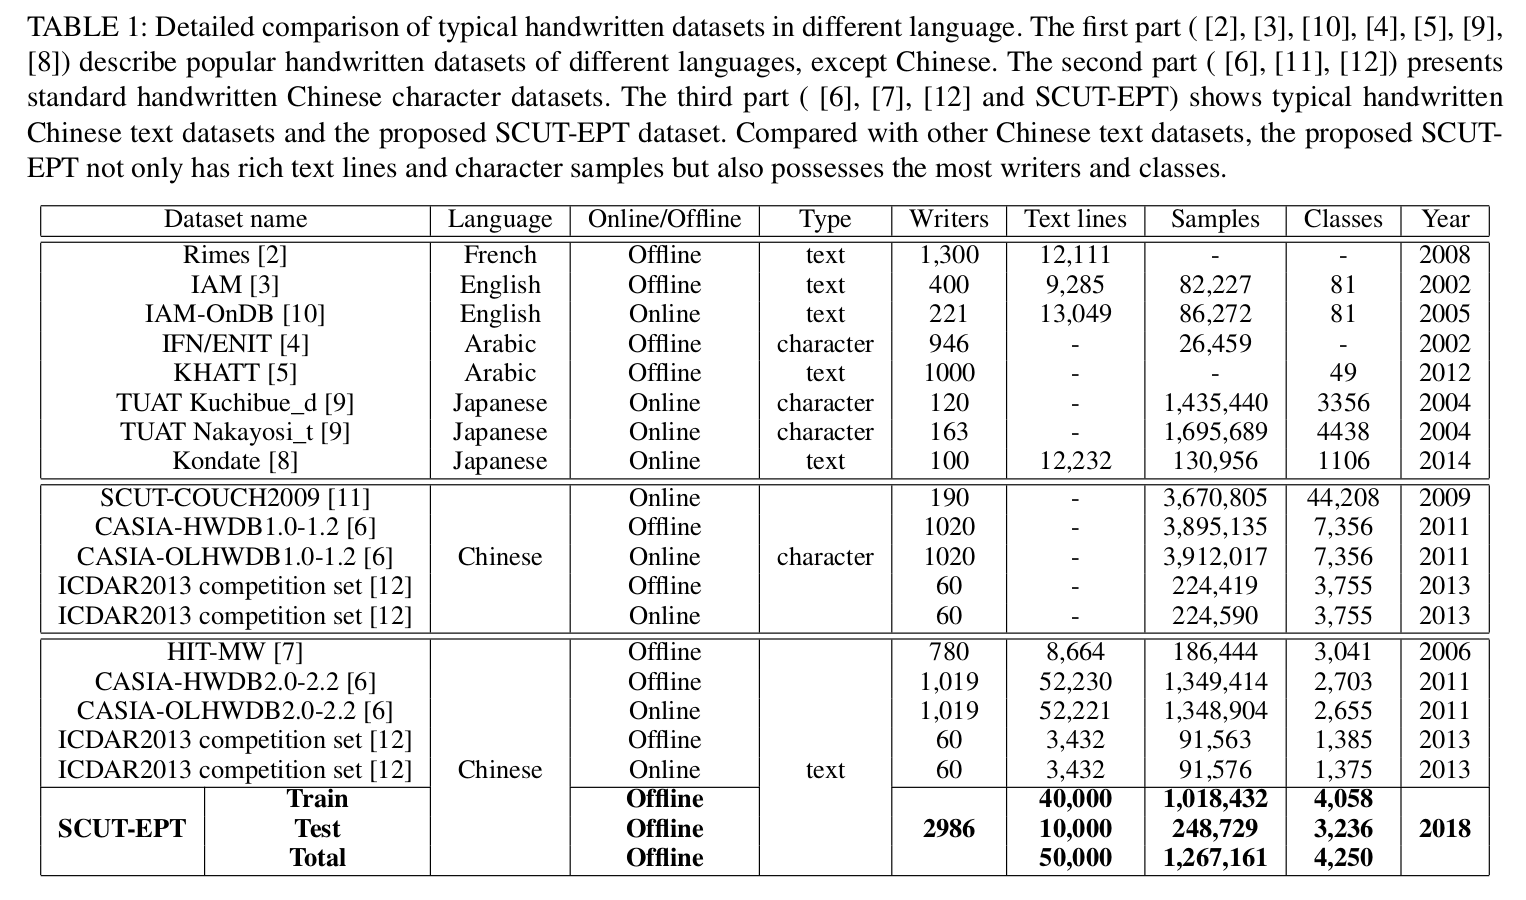 TABLE 1: Detailed comparison of typical handwritten datasets in different language. The first part ( [2], [3], [10], [4], [5], [9],
[8]) describe popular handwritten datasets of different languages, except Chinese. The second part ( [6], [11], [12]) presents
standard handwritten Chinese character datasets. The third part ( [6], [7], [12] and SCUT-EPT) shows typical handwritten
Chinese text datasets and the proposed SCUT-EPT dataset. Compared with other Chinese text datasets, the proposed SCUT-
EPT not only has rich text lines and character samples but also possesses the most writers and classes.
Dataset name Language Online/Offline Type Writers Text lines Samples Classes Year
Rimes [2] French Offline text 1,300 12,111 - - 2008
IAM [3] English Offline text 400 9,285 82,227 81 2002
IAM-OnDB [10] English Online text 221 13,049 86,272 81 2005
IFN/ENIT [4] Arabic Offline character 946 - 26,459 - 2002
KHATT [5] Arabic Offline text 1000 - - 49 2012
TUAT Kuchibue_d [9] Japanese Online character 120 - 1,435,440 3356 2004
TUAT Nakayosi_t [9] Japanese Online character 163 - 1,695,689 4438 2004
Kondate [8] Japanese Online text 100 12,232 130,956 1106 2014
SCUT-COUCH2009 [11] Online 190 - 3,670,805 44,208 2009
CASIA-HWDB1.0-1.2 [6] Offline 1020 - 3,895,135 7,356 2011
CASIA-OLHWDB1.0-1.2 [6] Chinese Online character 1020 - 3,912,017 7,356 2011
ICDAR2013 competition set [12] Offline 60 - 224,419 3,755 2013
ICDAR2013 competition set [12] Online 60 - 224,590 3,755 2013
HIT-MW [7] Offline 780 8,664 186,444 3,041 2006
CASIA-HWDB2.0-2.2 [6] Offline 1,019 52,230 1,349,414 2,703 2011
CASIA-OLHWDB2.0-2.2 [6] Online 1,019 52,221 1,348,904 2,655 2011
ICDAR2013 competition set [12] Offline 60 3,432 91,563 1,385 2013
ICDAR2013 competition set [12] Chinese Online text 60 3,432 91,576 1,375 2013
Train Offline 40,000 1,018,432 4,058
SCUT-EPT Test Offline 2986 10,000 248,729 3,236 2018
Total Offline 50,000 1,267,161 4,250